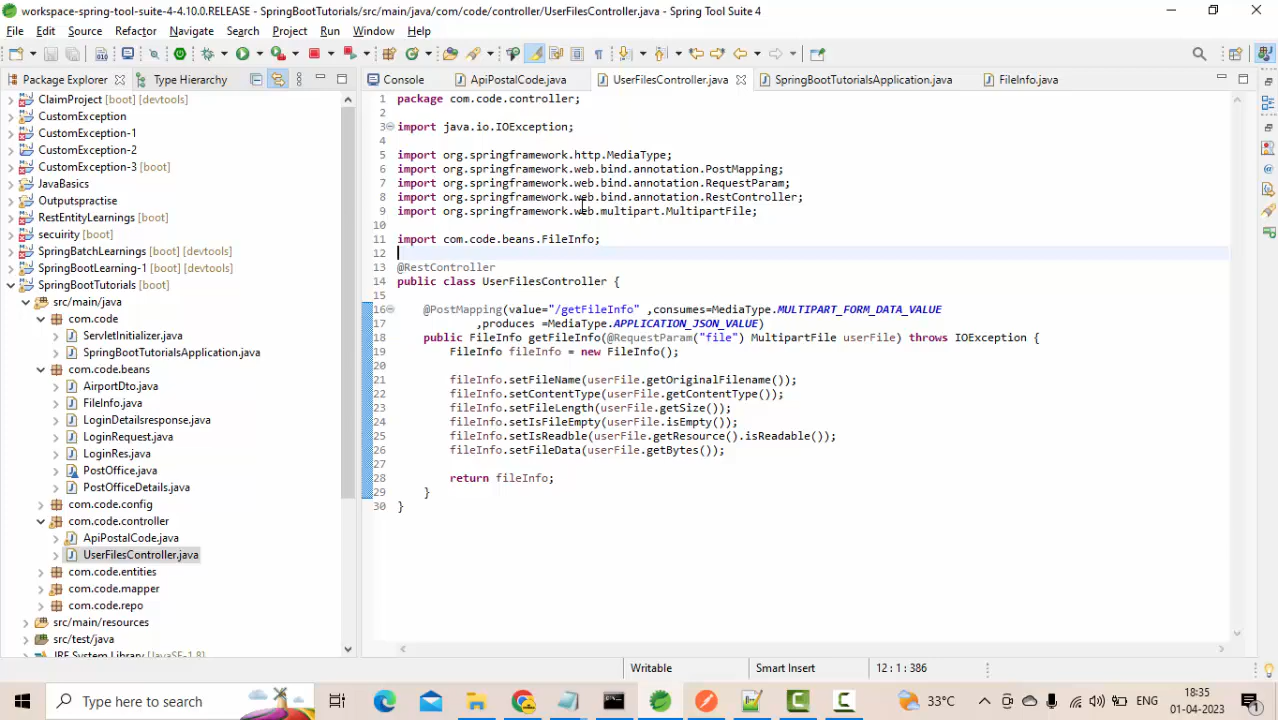 workspace-spring-tool-suite-4-4.10.0.RELEASE - SpringBootTutorials/src/main/java/com/code/controller/UserFilesController.java - Spring Tool Suite 4
File Edit Source Refactor Navigate Search Project Run Window Help
Package Explorer Type Hierarchy
Console ApiPostalCode.java UserFilesController.java SpringBootTutorialsApplication.java FileInfo.java
ClaimProject [boot] [devtools]
CustomException
CustomException-1
CustomException-2
CustomException-3 [boot]
JavaBasics
Outputspractise
RestEntityLearnings [boot]
secuirity [boot]
SpringBatchLearnings [boot] [devtools]
SpringBootLearning-1 [boot] [devtools]
SpringBootTutorials [boot]
src/main/java
com.code
ServletInitializer.java
SpringBootTutorialsApplication.java
com.code.beans
AirportDto.java
FileInfo.java
LoginDetailsresponse.java
LoginRequest.java
LoginRes.java
PostOffice.java
PostOfficeDetails.java
com.code.config
com.code.controller
ApiPostalCode.java
UserFilesController.java
com.code.entities
com.code.mapper
com.code.repo
src/main/resources
src/test/java
JRE System Library [JavaSE-1.8]
1 package com.code.controller;
2
3 import java.io.IOException;
4
5 import org.springframework.http.MediaType;
6 import org.springframework.web.bind.annotation.PostMapping;
7 import org.springframework.web.bind.annotation.RequestParam;
8 import org.springframework.web.bind.annotation.RestController;
9 import org.springframework.web.multipart.MultipartFile;
10
11 import com.code.beans.FileInfo;
12
13 @RestController
14 public class UserFilesController {
15
16 @PostMapping(value="/getFileInfo" ,consumes=MediaType.MULTIPART_FORM_DATA_VALUE
17 ,produces =MediaType.APPLICATION_JSON_VALUE)
18 public FileInfo getFileInfo(@RequestParam("file") MultipartFile userFile) throws IOException {
19 FileInfo fileInfo = new FileInfo();
20
21 fileInfo.setFileName(userFile.getOriginalFilename());
22 fileInfo.setContentType(userFile.getContentType());
23 fileInfo.setFileLength(userFile.getSize());
24 fileInfo.setIsFileEmpty(userFile.isEmpty());
25 fileInfo.setIsReadble(userFile.getResource().isReadable());
26 fileInfo.setFileData(userFile.getBytes());
27
28 return fileInfo;
29 }
30 }
Writable Smart Insert 12 : 1 : 386
Type here to search 33°C ENG 18:35
01-04-2023